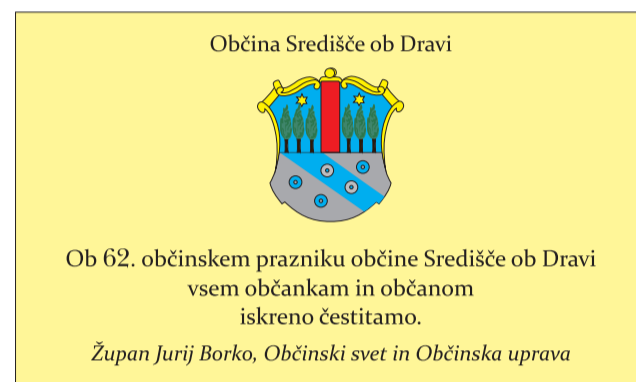 Občina Središče ob Dravi
Ob 62. občinskem prazniku občine Središče ob Dravi
vsem občankam in občanom
iskreno čestitamo.
Župan Jurij Borko, Občinski svet in Občinska uprava